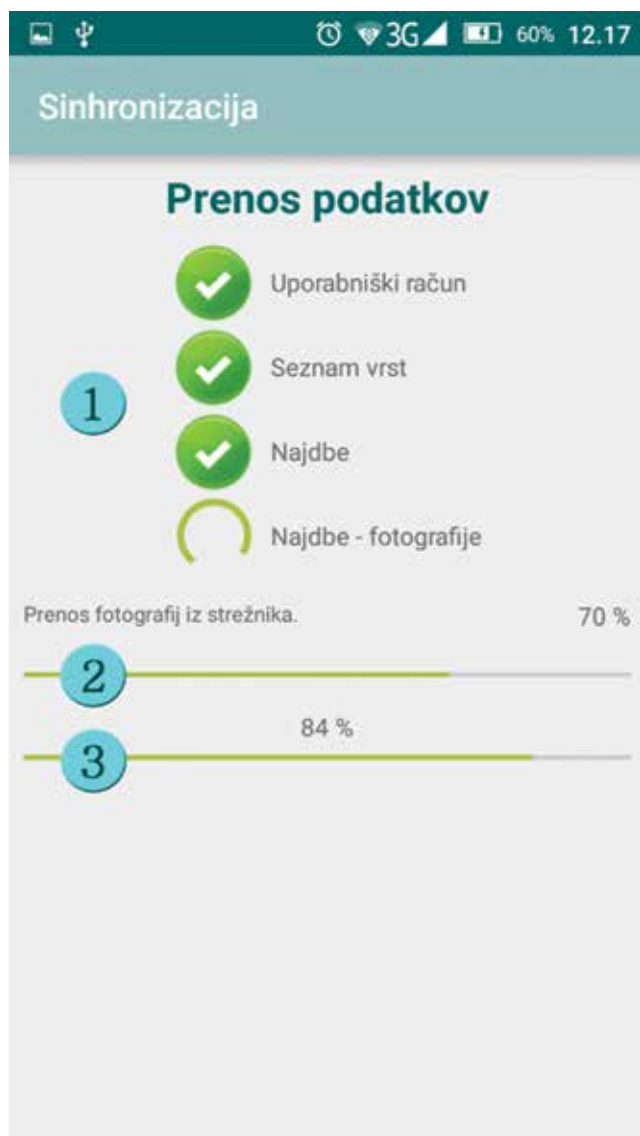 3G 60% 12.17
Sinhronizacija
Prenos podatkov
Uporabniški račun
Seznam vrst
1
Najdbe
Najdbe - fotografije
Prenos fotografij iz strežnika. 70 %
2
84 %
3